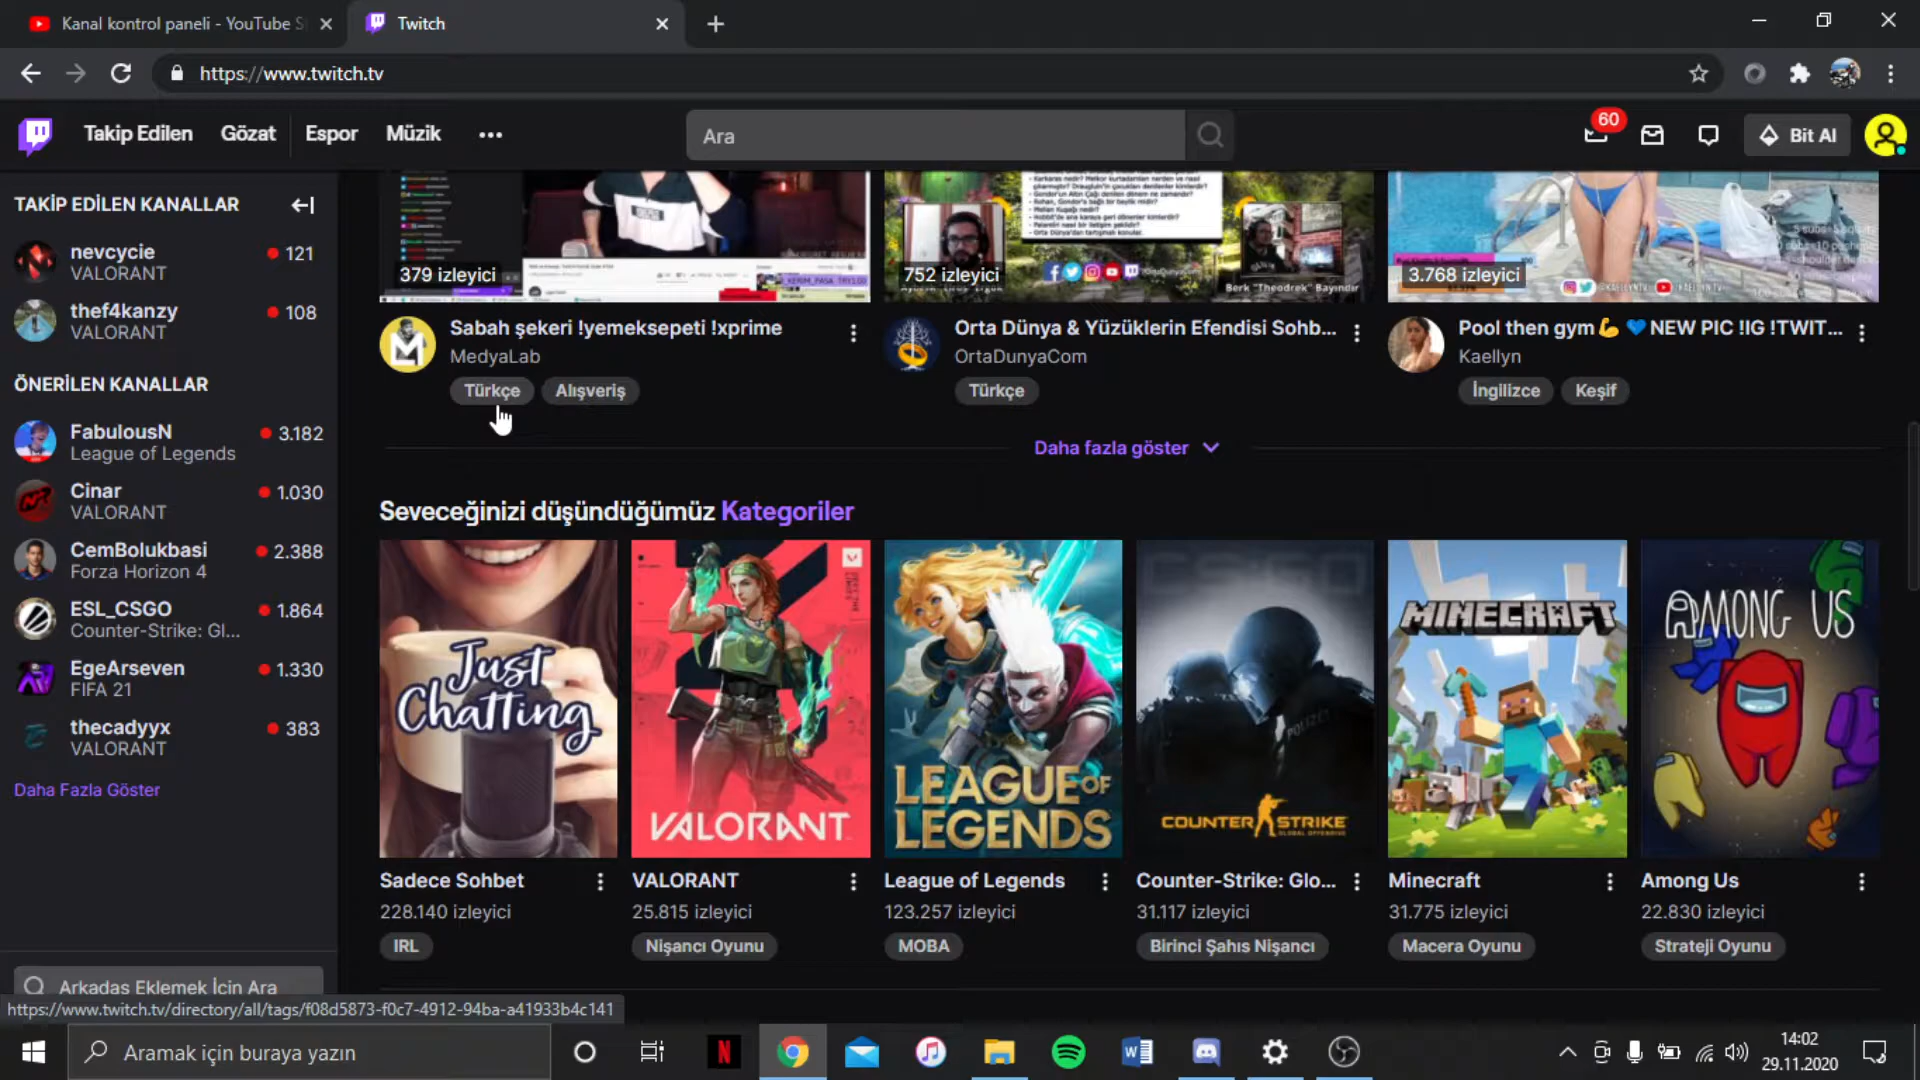 Kanal kontrol paneli - YouTube S
Twitch
https://www.twitch.tv
Takip Edilen
Gözat
Espor
Müzik
Ara
60
Bit Al
TAKİP EDİLEN KANALLAR
nevcycie
121
VALORANT
thef4kanzy
108
VALORANT
ÖNERİLEN KANALLAR
FabulousN
3.182
League of Legends
Cinar
1.030
VALORANT
CemBolukbasi
2.388
Forza Horizon 4
ESL_CSGO
1.864
Counter-Strike: Gl...
EgeArseven
1.330
FIFA 21
thecadyyx
383
VALORANT
Daha Fazla Göster
Arkadaş Eklemek İçin Ara
379 izleyici
752 izleyici
Berk "Theodrek" Bayındır
3.768 izleyici
Sabah şekeri !yemeksepeti !xprime
MedyaLab
Türkçe
Alışveriş
Orta Dünya & Yüzüklerin Efendisi Sohb...
OrtaDunyaCom
Türkçe
Pool then gym💪 💙NEW PIC !IG !TWIT...
Kaellyn
İngilizce
Keşif
Daha fazla göster
Seveceğinizi düşündüğümüz Kategoriler
Just
Chatting
VALORANT
LEAGUE OF
LEGENDS
COUNTER STRIKE
GLOBAL OFFENSIVE
MINECRAFT
AMONG US
Sadece Sohbet
228.140 izleyici
IRL
VALORANT
25.815 izleyici
Nişancı Oyunu
League of Legends
123.257 izleyici
MOBA
Counter-Strike: Glo...
31.117 izleyici
Birinci Şahıs Nişancı
Minecraft
31.775 izleyici
Macera Oyunu
Among Us
22.830 izleyici
Strateji Oyunu
https://www.twitch.tv/directory/all/tags/f08d5873-f0c7-4912-94ba-a41933b4c141
Aramak için buraya yazın
14:02
29.11.2020